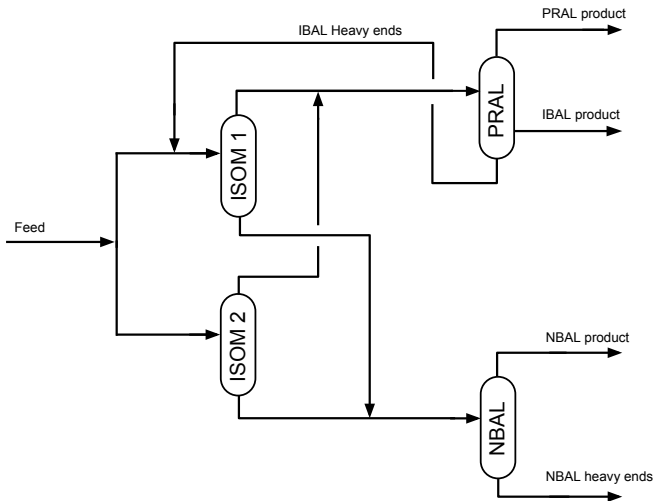 PRAL product
IBAL Heavy ends
PRAL
IBAL product
ISOM 1
Feed
ISOM 2
NBAL product
NBAL
NBAL heavy ends